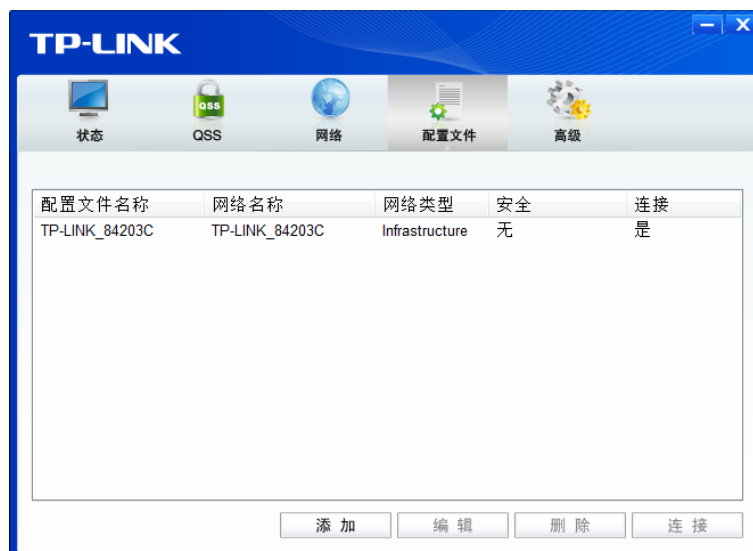 TP-LINK
QSS
状态 QSS 网络 配置文件 高级
配置文件名称 网络名称 网络类型 安全 连接
TP-LINK_84203C TP-LINK_84203C Infrastructure 无 是
添加 编辑 删除 连接